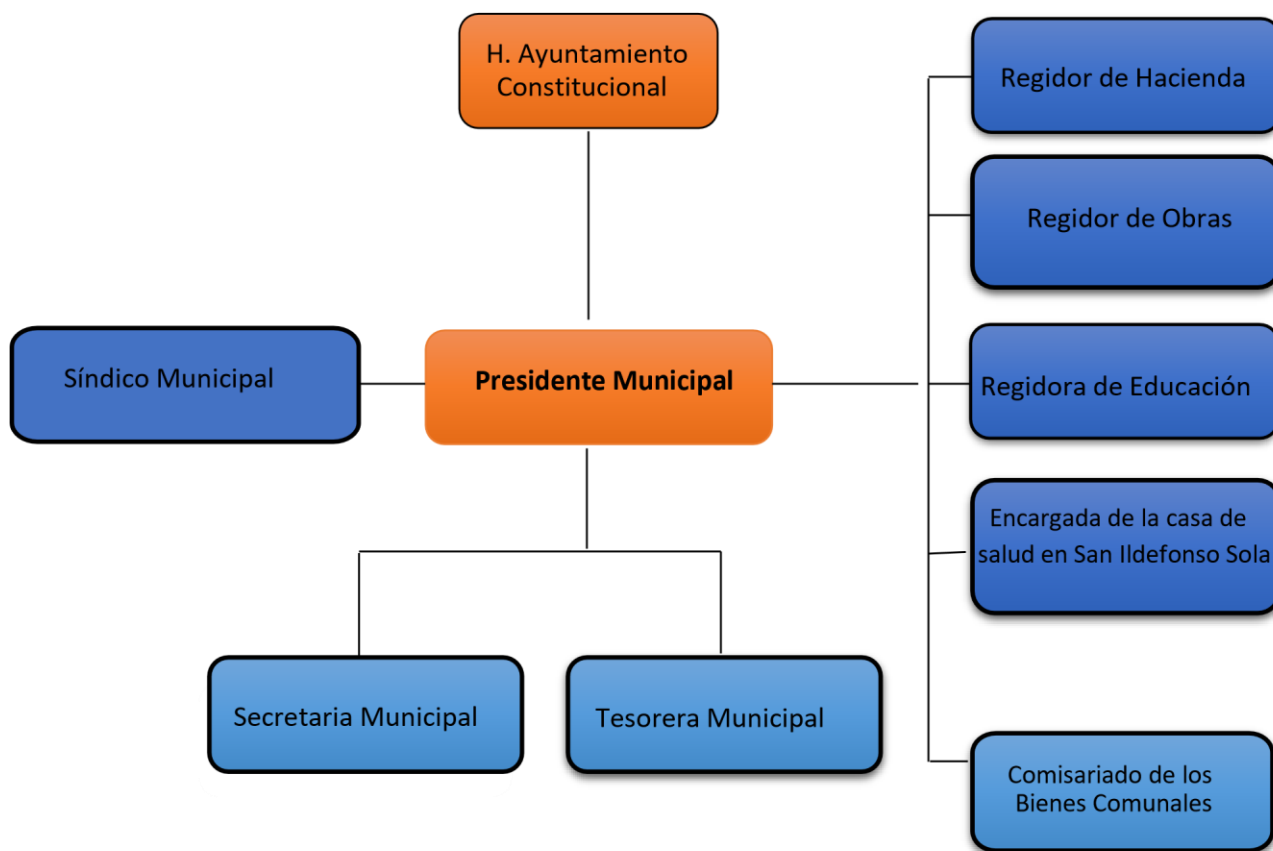 H. Ayuntamiento
Constitucional
Regidor de Hacienda
Regidor de Obras
Síndico Municipal
Presidente Municipal
Regidora de Educación
Encargada de la casa de
salud en San Ildefonso Sola
Secretaria Municipal
Tesorera Municipal
Comisariado de los
Bienes Comunales